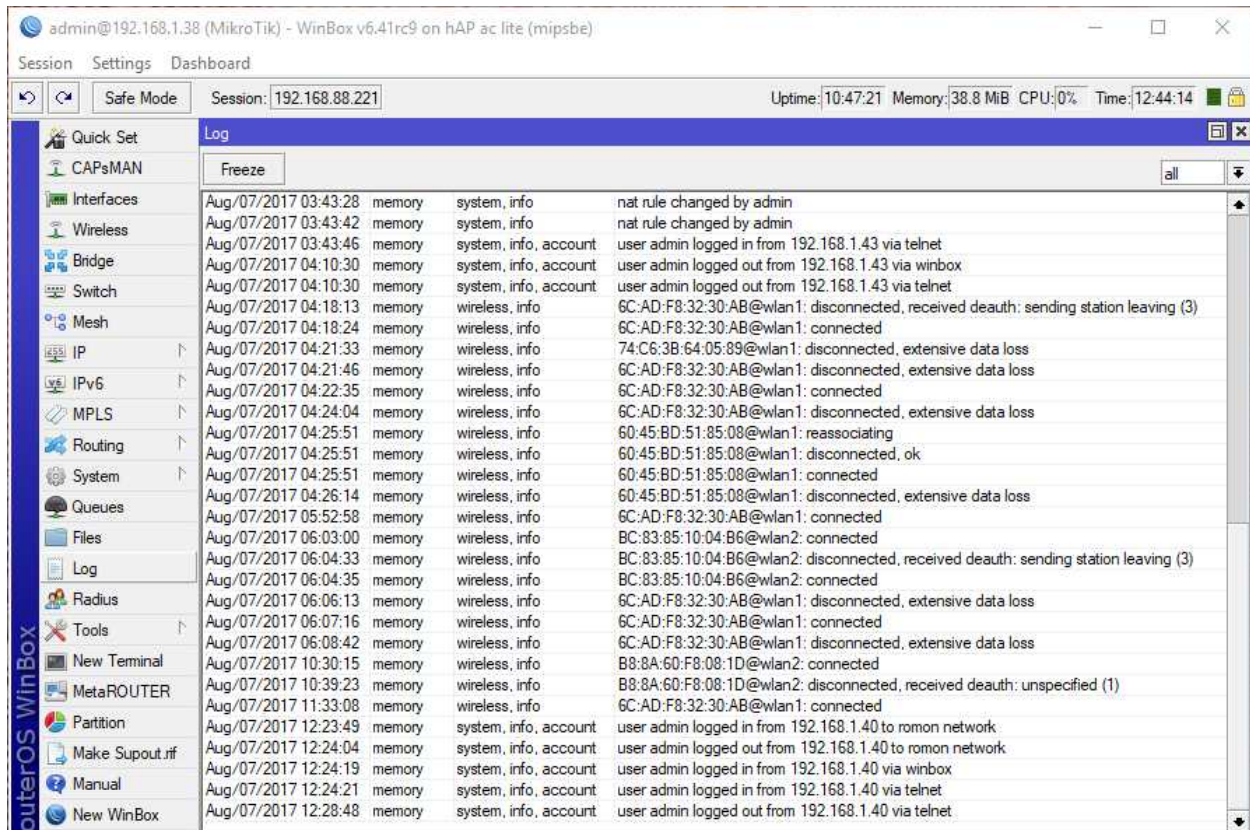 admin@192.168.1.38 (MikroTik) - WinBox v6.41rc9 on hAP ac lite (mipsbe)
Session Settings Dashboard
Safe Mode Session: 192.168.88.221 Uptime: 10:47:21 Memory: 38.8 MiB CPU: 0% Time: 12:44:14
Quick Set
CAPsMAN
Interfaces
Wireless
Bridge
Switch
Mesh
IP
IPv6
MPLS
Routing
System
Queues
Files
Log
Radius
Tools
New Terminal
MetaROUTER
Partition
Make Supout.rif
Manual
New WinBox
outerOS WinBox
Log
Freeze all
Aug/07/2017 03:43:28 memory system, info nat rule changed by admin
Aug/07/2017 03:43:42 memory system, info nat rule changed by admin
Aug/07/2017 03:43:46 memory system, info, account user admin logged in from 192.168.1.43 via telnet
Aug/07/2017 04:10:30 memory system, info, account user admin logged out from 192.168.1.43 via winbox
Aug/07/2017 04:10:30 memory system, info, account user admin logged out from 192.168.1.43 via telnet
Aug/07/2017 04:18:13 memory wireless, info 6C:AD:F8:32:30:AB@wlan1: disconnected, received deauth: sending station leaving (3)
Aug/07/2017 04:18:24 memory wireless, info 6C:AD:F8:32:30:AB@wlan1: connected
Aug/07/2017 04:21:33 memory wireless, info 74:C6:3B:64:05:89@wlan1: disconnected, extensive data loss
Aug/07/2017 04:21:46 memory wireless, info 6C:AD:F8:32:30:AB@wlan1: disconnected, extensive data loss
Aug/07/2017 04:22:35 memory wireless, info 6C:AD:F8:32:30:AB@wlan1: connected
Aug/07/2017 04:24:04 memory wireless, info 6C:AD:F8:32:30:AB@wlan1: disconnected, extensive data loss
Aug/07/2017 04:25:51 memory wireless, info 60:45:BD:51:85:08@wlan1: reassociating
Aug/07/2017 04:25:51 memory wireless, info 60:45:BD:51:85:08@wlan1: disconnected, ok
Aug/07/2017 04:25:51 memory wireless, info 60:45:BD:51:85:08@wlan1: connected
Aug/07/2017 04:26:14 memory wireless, info 60:45:BD:51:85:08@wlan1: disconnected, extensive data loss
Aug/07/2017 05:52:58 memory wireless, info 6C:AD:F8:32:30:AB@wlan1: connected
Aug/07/2017 06:03:00 memory wireless, info BC:83:85:10:04:B6@wlan2: connected
Aug/07/2017 06:04:33 memory wireless, info BC:83:85:10:04:B6@wlan2: disconnected, received deauth: sending station leaving (3)
Aug/07/2017 06:04:35 memory wireless, info BC:83:85:10:04:B6@wlan2: connected
Aug/07/2017 06:06:13 memory wireless, info 6C:AD:F8:32:30:AB@wlan1: disconnected, extensive data loss
Aug/07/2017 06:07:16 memory wireless, info 6C:AD:F8:32:30:AB@wlan1: connected
Aug/07/2017 06:08:42 memory wireless, info 6C:AD:F8:32:30:AB@wlan1: disconnected, extensive data loss
Aug/07/2017 10:30:15 memory wireless, info B8:8A:60:F8:08:1D@wlan2: connected
Aug/07/2017 10:39:23 memory wireless, info B8:8A:60:F8:08:1D@wlan2: disconnected, received deauth: unspecified (1)
Aug/07/2017 11:33:08 memory wireless, info 6C:AD:F8:32:30:AB@wlan1: connected
Aug/07/2017 12:23:49 memory system, info, account user admin logged in from 192.168.1.40 to romon network
Aug/07/2017 12:24:04 memory system, info, account user admin logged out from 192.168.1.40 to romon network
Aug/07/2017 12:24:19 memory system, info, account user admin logged in from 192.168.1.40 via winbox
Aug/07/2017 12:24:21 memory system, info, account user admin logged in from 192.168.1.40 via telnet
Aug/07/2017 12:28:48 memory system, info, account user admin logged out from 192.168.1.40 via telnet